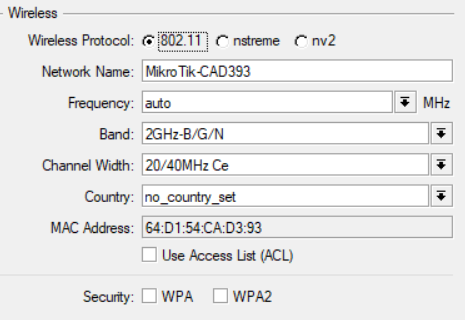 Wireless
Wireless Protocol: 802.11 nstreme nv2
Network Name: MikroTik-CAD393
Frequency: auto MHz
Band: 2GHz-B/G/N
Channel Width: 20/40MHz Ce
Country: no_country_set
MAC Address: 64:D1:54:CA:D3:93
Use Access List (ACL)
Security: WPA WPA2